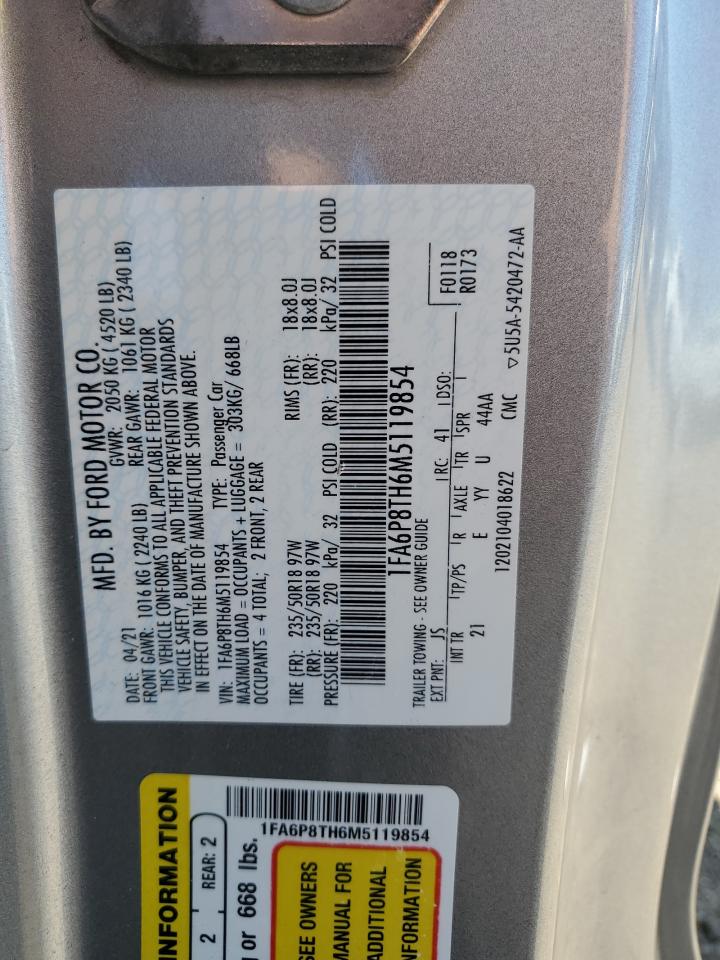 MFD. BY FORD MOTOR CO.
DATE: 04/21 GVWR: 2050 KG ( 4520 LB)
FRONT GAWR: 1016 KG ( 2240 LB) REAR GAWR: 1061 KG ( 2340 LB)
THIS VEHICLE CONFORMS TO ALL APPLICABLE FEDERAL MOTOR
VEHICLE SAFETY, BUMPER, AND THEFT PREVENTION STANDARDS
IN EFFECT ON THE DATE OF MANUFACTURE SHOWN ABOVE.
VIN: 1FA6P8TH6M5119854 TYPE: Passenger Car
MAXIMUM LOAD = OCCUPANTS + LUGGAGE = 303KG/ 668LB
OCCUPANTS = 4 TOTAL; 2 FRONT, 2 REAR
TIRE (FR): 235/50R18 97W RIMS (FR): 18x8.0J
(RR): 235/50R18 97W (RR): 18x8.0J
PRESSURE (FR): 220 kPa/ 32 PSI COLD (RR): 220 kPa/ 32 PSI COLD
1FA6P8TH6M5119854
TRAILER TOWING - SEE OWNER GUIDE
EXT PNT: JS RC: 41 DSO: F0118
R0173
INT TR TP/PS R AXLE TR SPR
21 E YY U 44AA
1202104018622 CMC ▽5U5A-5420472-AA
1FA6P8TH6M5119854
INFORMATION
2 REAR: 2
or 668 lbs.
SEE OWNERS
MANUAL FOR
ADDITIONAL
INFORMATION